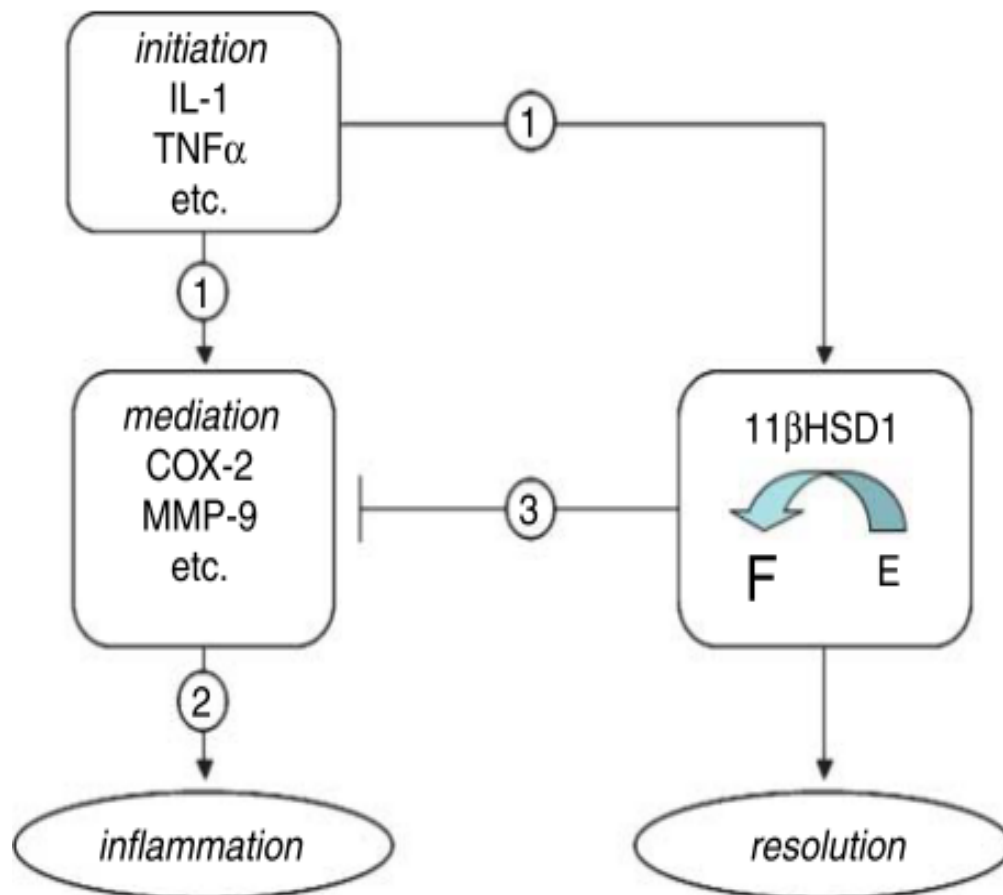 initiation
IL-1
TNFα
etc.
1
1
mediation
COX-2
MMP-9
etc.
3
11βHSD1
F
E
2
inflammation
resolution